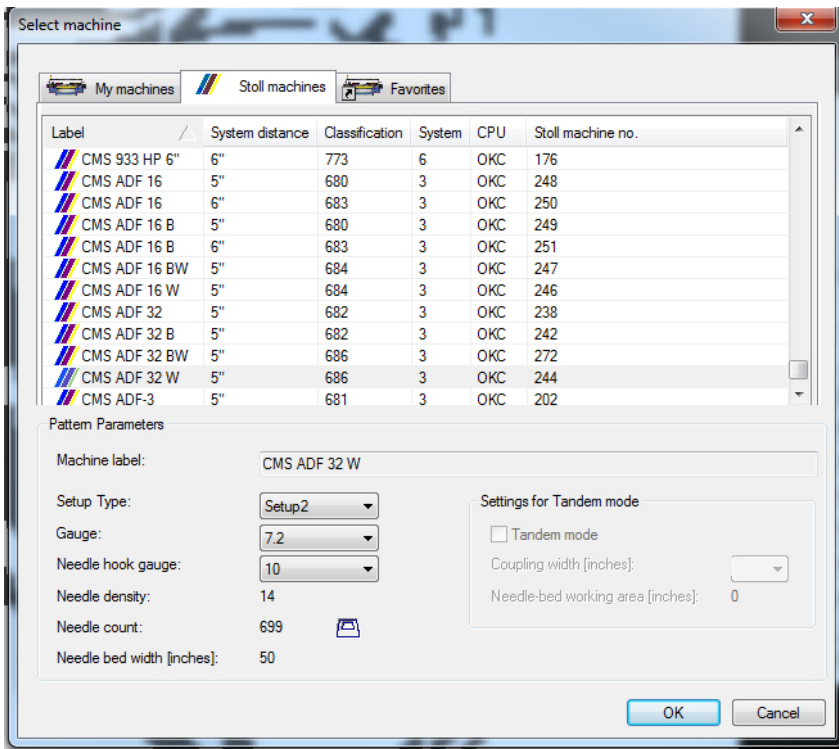 Select machine
My machines Stoll machines Favorites
Label System distance Classification System CPU Stoll machine no.
CMS 933 HP 6" 6" 773 6 OKC 176
CMS ADF 16 5" 680 3 OKC 248
CMS ADF 16 6" 683 3 OKC 250
CMS ADF 16 B 5" 680 3 OKC 249
CMS ADF 16 B 6" 683 3 OKC 251
CMS ADF 16 BW 5" 684 3 OKC 247
CMS ADF 16 W 5" 684 3 OKC 246
CMS ADF 32 5" 682 3 OKC 238
CMS ADF 32 B 5" 682 3 OKC 242
CMS ADF 32 BW 5" 686 3 OKC 272
CMS ADF 32 W 5" 686 3 OKC 244
CMS ADF-3 5" 681 3 OKC 202
Pattern Parameters
Machine label: CMS ADF 32 W
Setup Type: Setup2
Gauge: 7.2
Needle hook gauge: 10
Needle density: 14
Needle count: 699
Needle bed width [inches]: 50
Settings for Tandem mode
Tandem mode
Coupling width [inches]:
Needle-bed working area [inches]: 0
OK Cancel